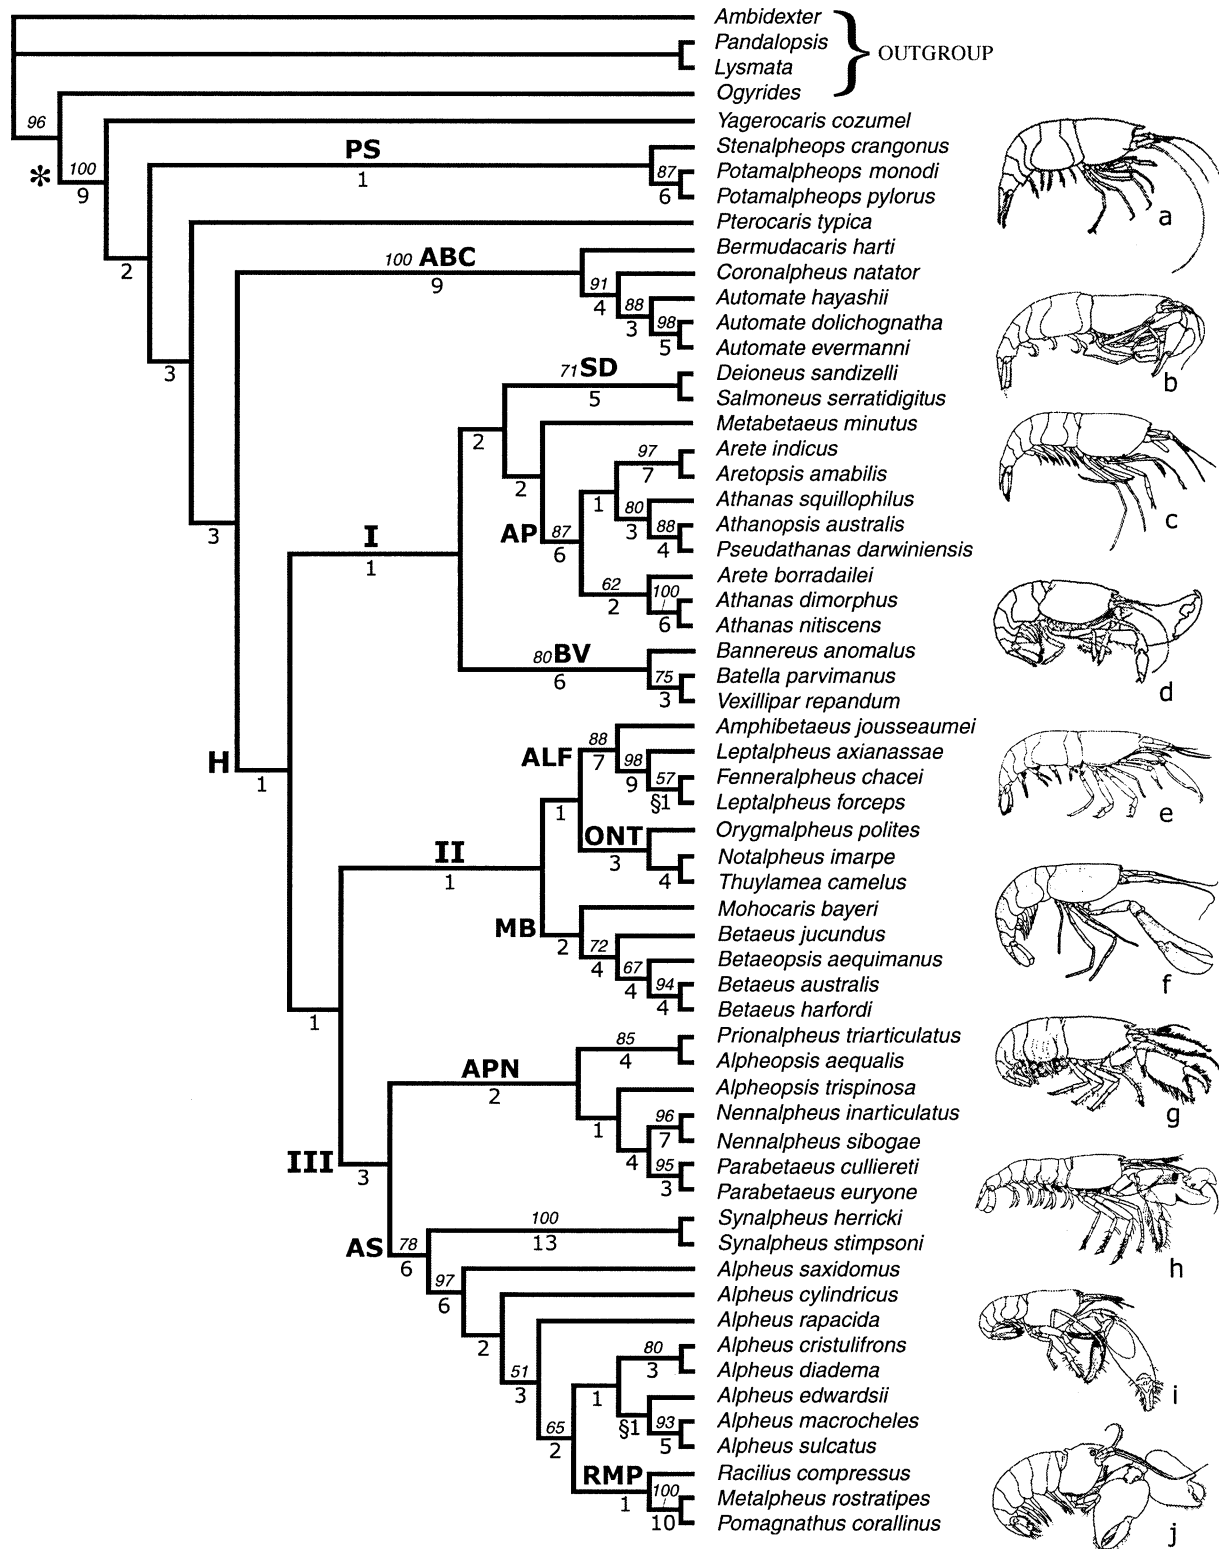 Ambidexter
Pandalopsis
OUTGROUP
Lysmata
Ogyrides
96
Yagerocaris cozumel
PS
Stenalpheops crangonus
* 100
87 Potamalpheops monodi
1
9
6 Potamalpheops pylorus
a
Pterocaris typica
Bermudacaris harti
100 ABC
2
Coronalpheus natator
9
91
4
88 Automate hayashii
3
98 Automate dolichognatha
5 Automate evermanni
3
71 SD
Deioneus sandizelli
b
5
Salmoneus serratidigitus
Metabetaeus minutus
2
97
Arete indicus
7
Aretopsis amabilis
2
1
80
Athanas squillophilus
3
88 Athanopsis australis
c
AP 87
4 Pseudathanas darwiniensis
6
I
3
1
62
Arete borradailei
2
100 Athanas dimorphus
6 Athanas nitiscens
80 BV
Bannereus anomalus
6
75 Batella parvimanus
d
3 Vexillipar repandum
Amphibetaeus jousseaumei
ALF 88
7
98 Leptalpheus axianassae
9
57 Fenneralpheus chacei
H
1
§1 Leptalpheus forceps
e
1
ONT
Orygmalpheus polites
3
II
Notalpheus imarpe
1
4 Thuylamea camelus
MB
Mohocaris bayeri
2
72
Betaeus jucundus
4
67 Betaeopsis aequimanus
4
94 Betaeus australis
f
4 Betaeus harfordi
1
85
Prionalpheus triarticulatus
4
Alpheopsis aequalis
APN
2
Alpheopsis trispinosa
1
96 Nennalpheus inarticulatus
g
7 Nennalpheus sibogae
4
III
3
95 Parabetaeus culliereti
3 Parabetaeus euryone
100
Synalpheus herricki
13
Synalpheus stimpsoni
AS 78
6
h
97
Alpheus saxidomus
6
Alpheus cylindricus
2
Alpheus rapacida
80
Alpheus cristulifrons
51
3
3
Alpheus diadema
1
Alpheus edwardsii
i
§1
93 Alpheus macrocheles
65
2
5 Alpheus sulcatus
RMP
Racilius compressus
1
100 Metalpheus rostratipes
10 Pomagnathus corallinus
j